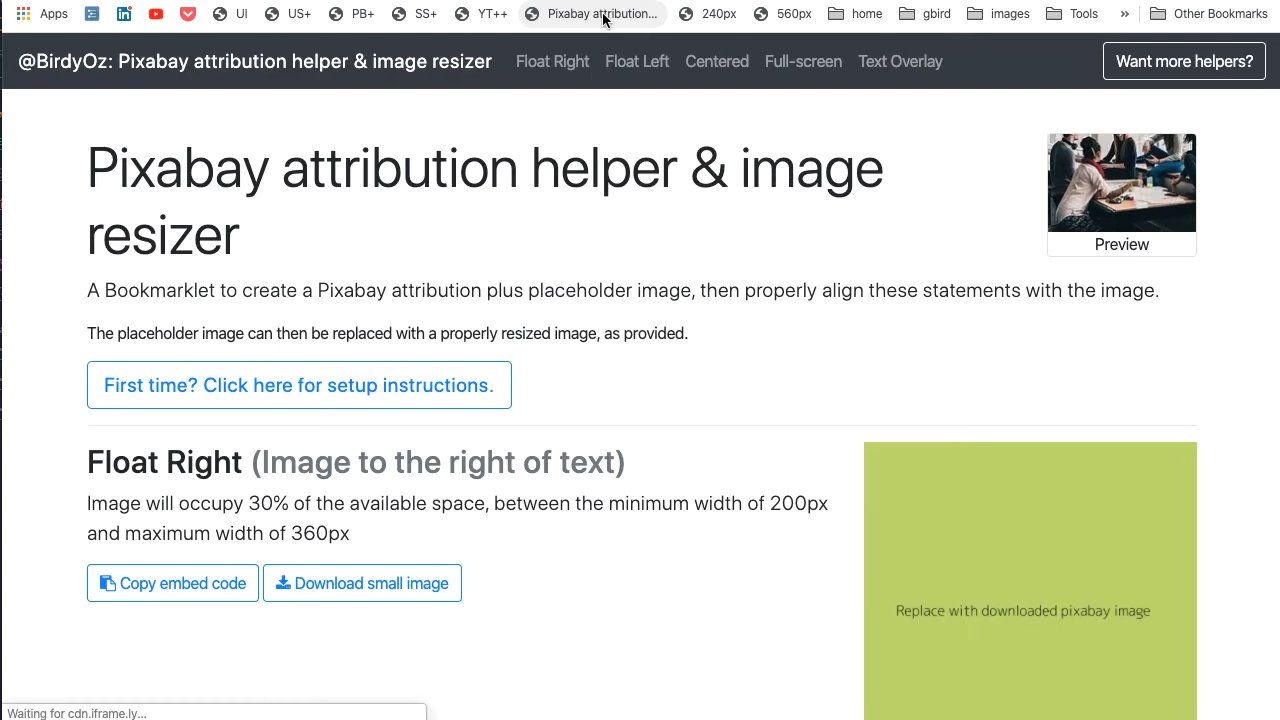 Apps UI US+ PB+ SS+ YT++ Pixabay attribution... 240px 560px home gbird images Tools » Other Bookmarks
@BirdyOz: Pixabay attribution helper & image resizer Float Right Float Left Centered Full-screen Text Overlay Want more helpers?
Pixabay attribution helper & image
resizer
Preview
A Bookmarklet to create a Pixabay attribution plus placeholder image, then properly align these statements with the image.
The placeholder image can then be replaced with a properly resized image, as provided.
First time? Click here for setup instructions.
Float Right (Image to the right of text)
Image will occupy 30% of the available space, between the minimum width of 200px
and maximum width of 360px
Copy embed code Download small image
Replace with downloaded pixabay image
Waiting for cdn.iframe.ly...